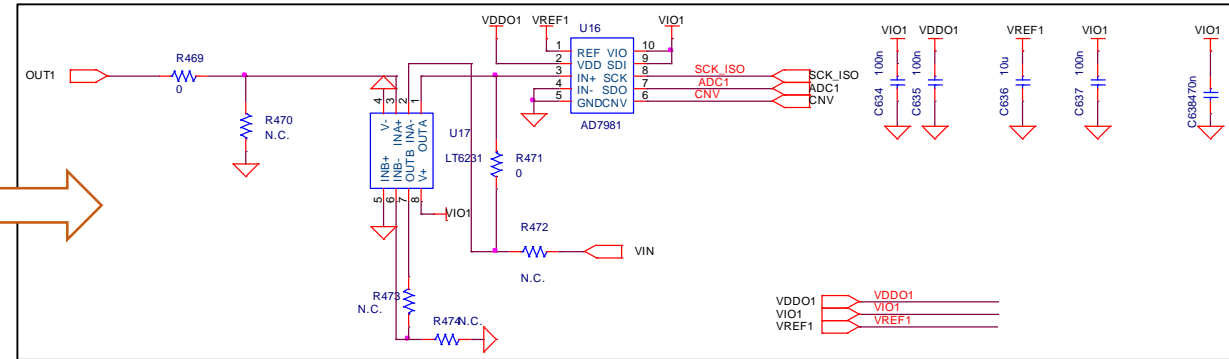 OUT1
R469
0
R470
N.C.
4
3
2
1
V-
INA+
INA-
OUTA
INB+
INB-
OUTB
V+
5
6
7
8
U17
LT6231
VIO1
R471
0
R472
N.C.
VIN
R473
N.C.
R474
N.C.
VDDO1
VREF1
U16
VIO1
1 REF VIO 10
2 VDD SDI 9
3 IN+ SCK 8
4 IN- SDO 7
5 GND CNV 6
AD7981
SCK_ISO
ADC1
CNV
SCK_ISO
ADC1
CNV
VIO1
C634 100n
VDDO1
C635 100n
VREF1
C636 10u
VIO1
C637 100n
VIO1
C638 470n
VDDO1 VDDO1
VIO1 VIO1
VREF1 VREF1